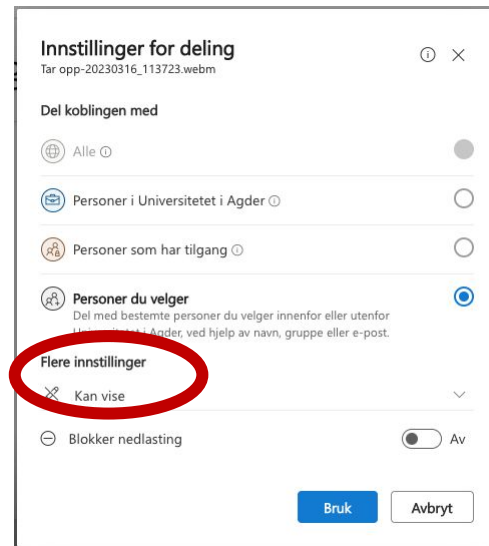 Innstillinger for deling
Tar opp-20230316_113723.webm
Del koblingen med
Alle
Personer i Universitetet i Agder
Personer som har tilgang
Personer du velger
Del med bestemte personer du velger innenfor eller utenfor
Universitetet i Agder, ved hjelp av navn, gruppe eller e-post.
Flere innstillinger
Kan vise
Blokker nedlasting Av
Bruk Avbryt